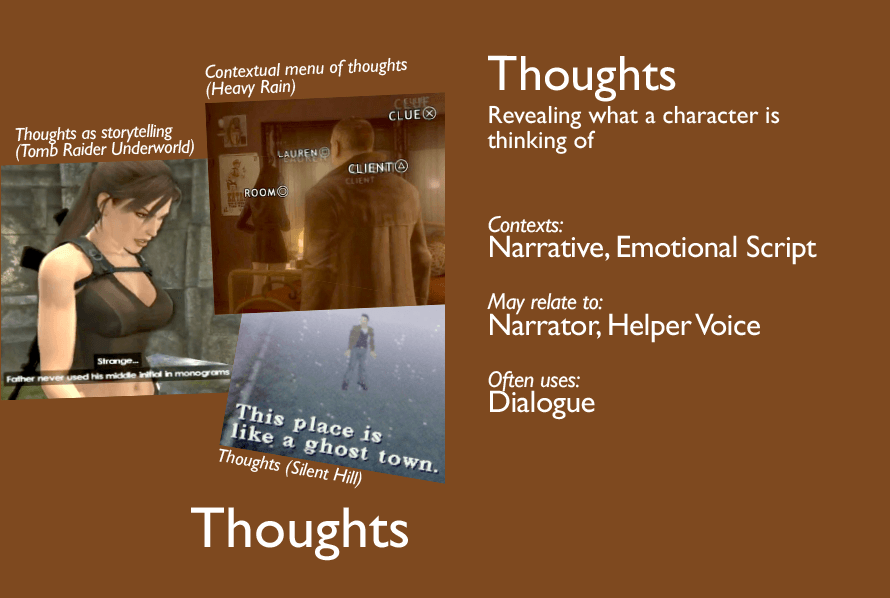 Contextual menu of thoughts
(Heavy Rain)
Thoughts as storytelling
(Tomb Raider Underworld)
CLUE
LAUREN
CLIENT
ROOM
Strange...
Father never used his middle initial in monograms
This place is
like a ghost town.
Thoughts (Silent Hill)
Thoughts
Thoughts
Revealing what a character is
thinking of
Contexts:
Narrative, Emotional Script
May relate to:
Narrator, Helper Voice
Often uses:
Dialogue